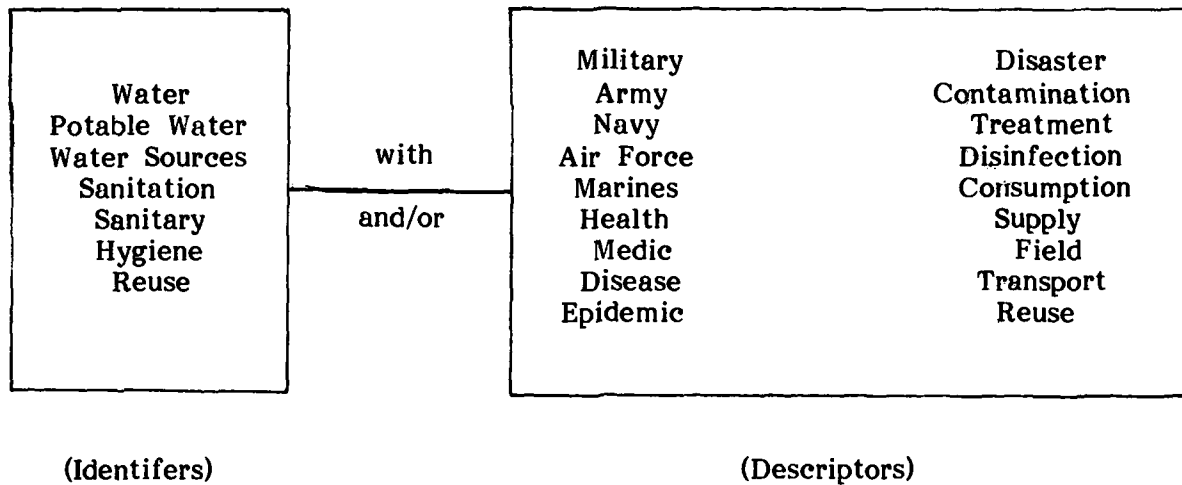 Water
Potable Water
Water Sources
Sanitation
Sanitary
Hygiene
Reuse
with
and/or
Military
Army
Navy
Air Force
Marines
Health
Medic
Disease
Epidemic
Disaster
Contamination
Treatment
Disinfection
Consumption
Supply
Field
Transport
Reuse
(Identifers)
(Descriptors)